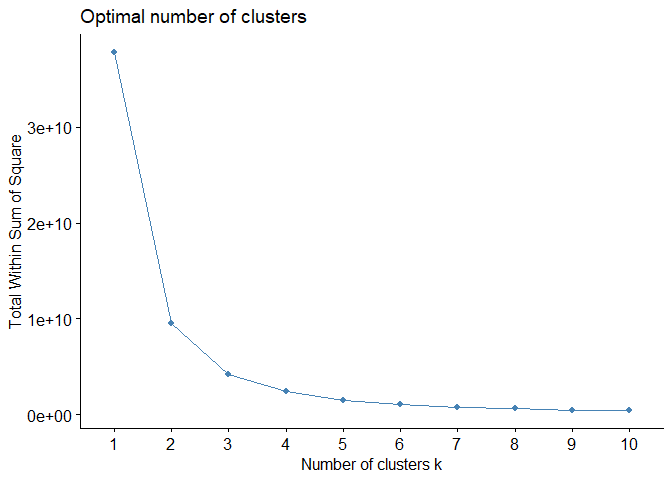 Optimal number of clusters
Total Within Sum of Square
3e+10
2e+10
1e+10
0e+00
1 2 3 4 5 6 7 8 9 10
Number of clusters k